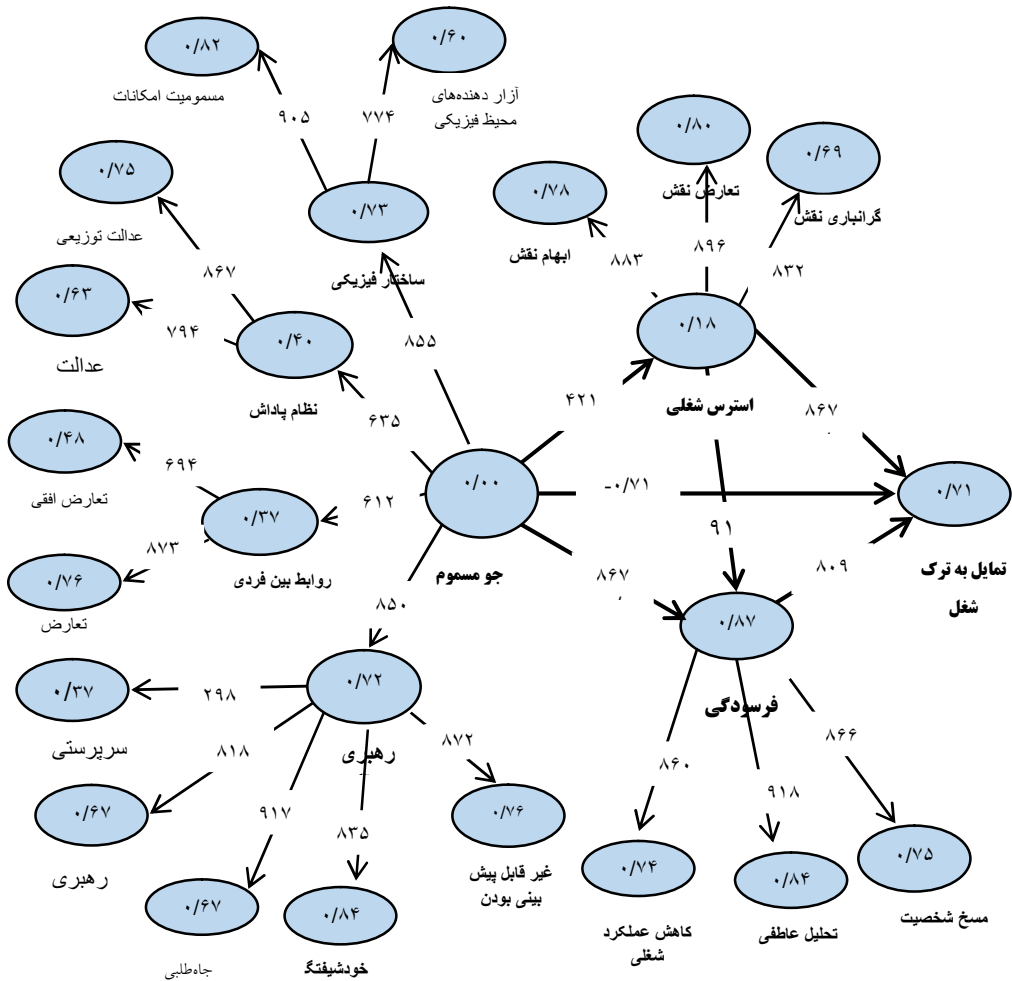 ۰/۸۲
مسمومیت امکانات
۰/۶۰
آزار دهنده‌های
محیط فیزیکی
۹۰۵
۷۷۴
۰/۷۳
ساختار فیزیکی
۸۵۵
۰/۷۵
عدالت توزیعی
۸۶۷
۰/۶۳
عدالت
۷۹۴
۰/۴۰
نظام پاداش
۶۳۵
۰/۴۸
تعارض افقی
۶۹۴
۰/۳۷
روابط بین فردی
۶۱۲
۰/۷۶
تعارض
۸۷۳
۰/۰۰
جو مسموم
۸۵۰
۰/۷۲
رهبری
۰/۳۷
سرپرستی
۲۹۸
۰/۶۷
رهبری
۸۱۸
۰/۶۷
جاه‌طلبی
۹۱۷
۰/۸۴
خودشیفتگ
۸۳۵
۰/۷۶
غیر قابل پیش
بینی بودن
۸۷۲
۰/۸۰
تعارض نقش
۰/۶۹
گرانباری نقش
۰/۷۸
ابهام نقش
۸۸۳
۸۹۶
۸۳۲
۰/۱۸
استرس شغلی
۴۲۱
۸۶۷
-۰/۷۱
۰/۷۱
تمایل به ترک
شغل
۹۱
۸۶۷
۸۰۹
۰/۸۷
فرسودگی
۸۶۰
۹۱۸
۸۶۶
۰/۷۴
کاهش عملکرد
شغلی
۰/۸۴
تحلیل عاطفی
۰/۷۵
مسخ شخصیت